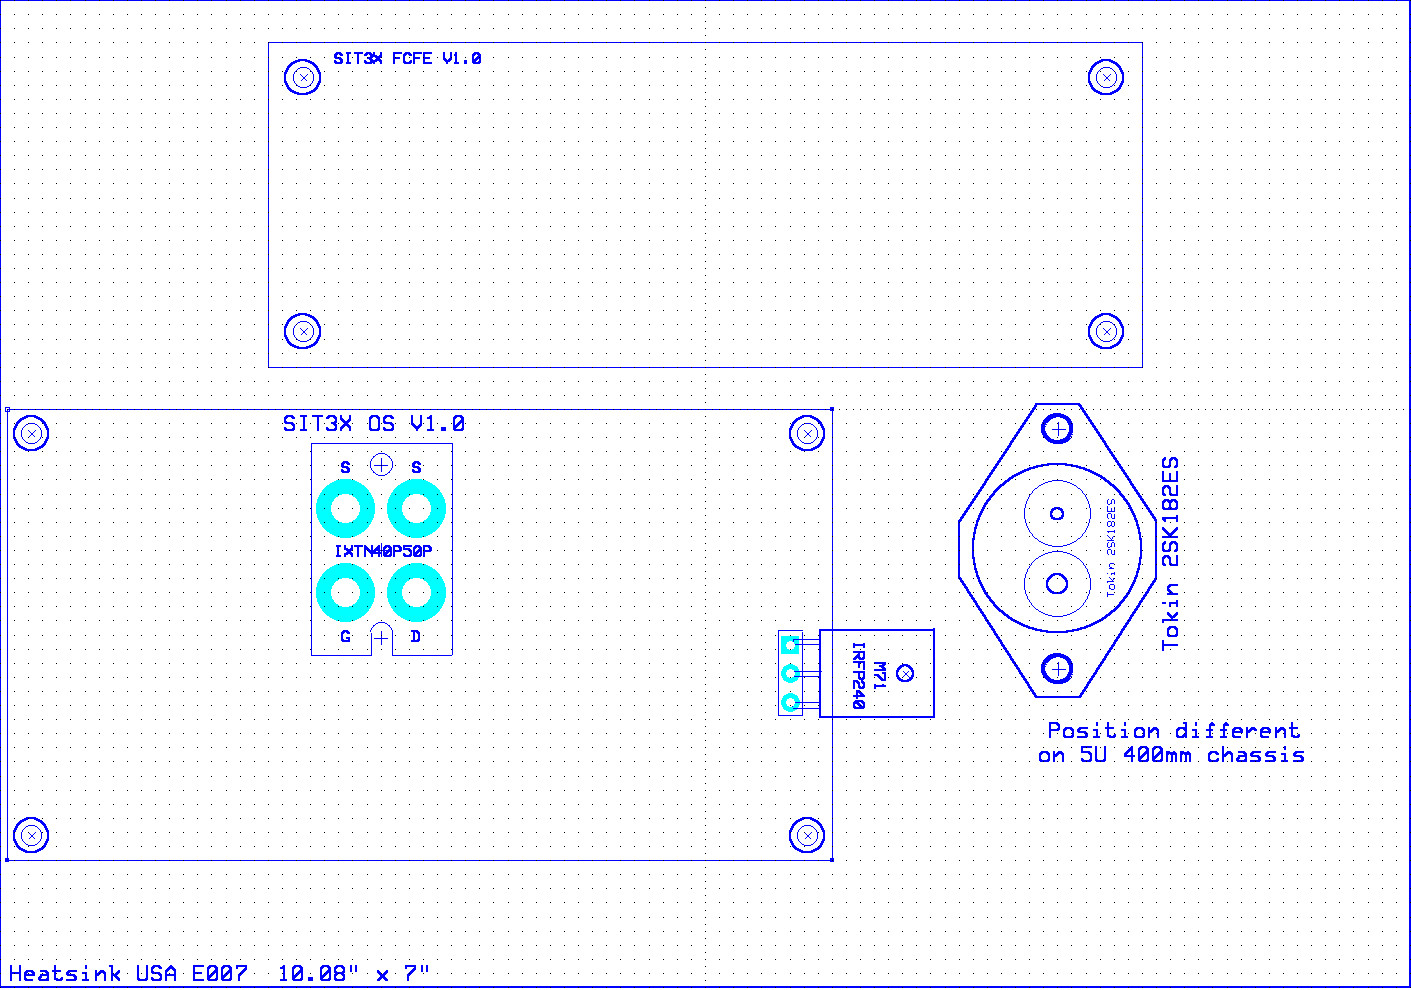 SIT3X FCFE V1.0
SIT3X OS V1.0
S S
IXTN40P50P
G D
IRFP240
M71
Tokin 2SK182ES
Tokin 2SK182ES
Position different
on 5U 400mm chassis
Heatsink USA E007 10.08" x 7"